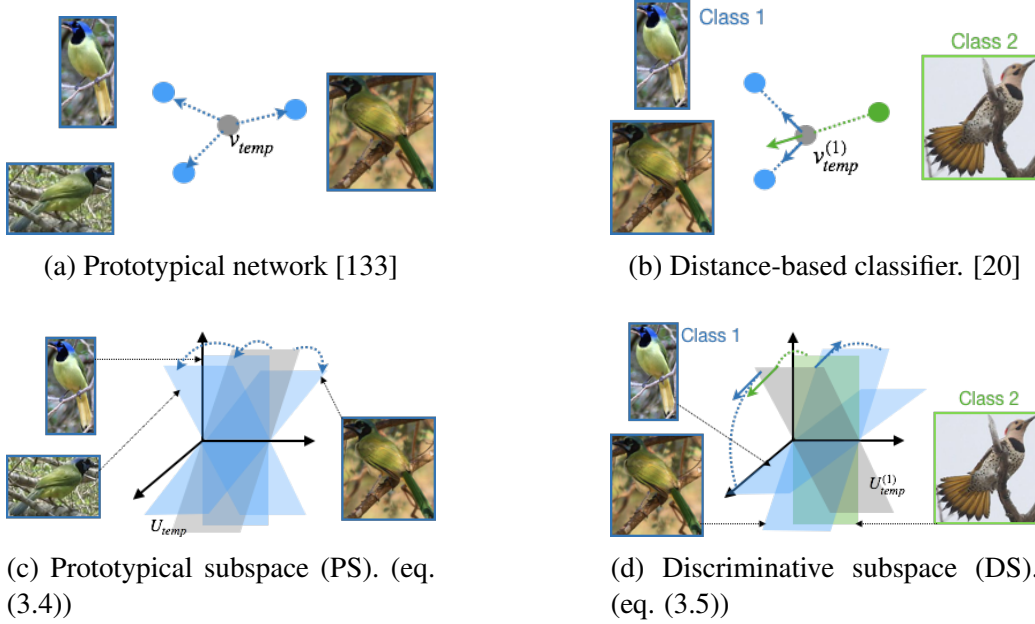 Class 1
Class 2
v_temp
v_temp^(1)
(a) Prototypical network [133]
(b) Distance-based classifier. [20]
Class 1
Class 2
U_temp
U_temp^(1)
(c) Prototypical subspace (PS). (eq.
(3.4))
(d) Discriminative subspace (DS).
(eq. (3.5))